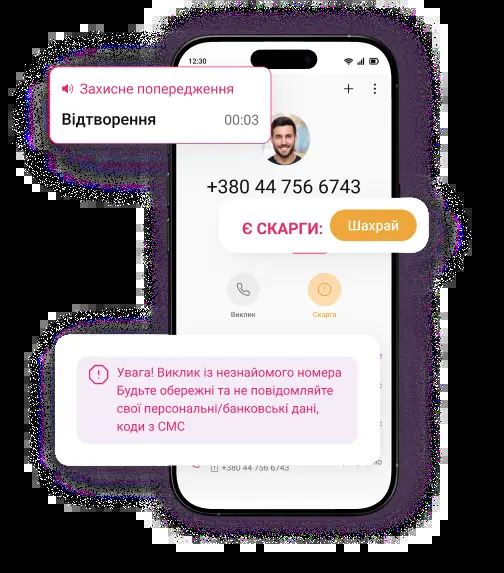 12:30
Захисне попередження
Відтворення 00:03
+380 44 756 6743
Є СКАРГИ: Шахрай
Виклик Скарга
Увага! Виклик із незнайомого номера
Будьте обережні та не повідомляйте
свої персональні/банковські дані,
коди з СМС
+380 44 756 6743